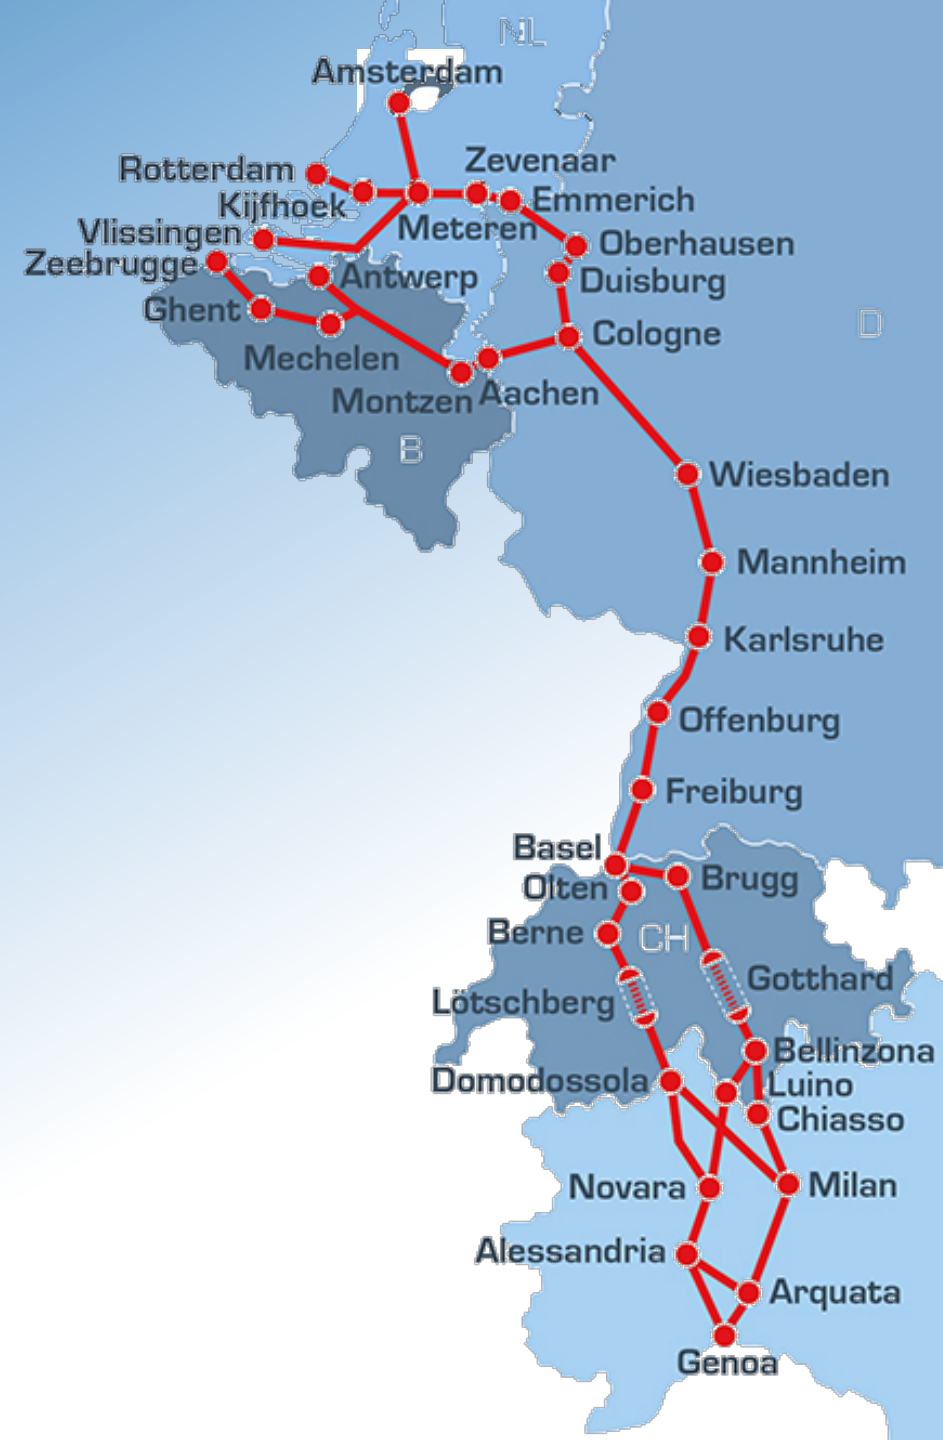 NL
Amsterdam
Zevenaar
Rotterdam
Emmerich
Kijfhoek
Meteren
Vlissingen
Oberhausen
Zeebrugge
Antwerp
Duisburg
Ghent
D
Cologne
Mechelen
Aachen
Montzen
B
Wiesbaden
Mannheim
Karlsruhe
Offenburg
Freiburg
Basel
Brugg
Olten
Berne
CH
Gotthard
Lötschberg
Bellinzona
Domodossola
Luino
Chiasso
Novara
Milan
Alessandria
Arquata
Genoa